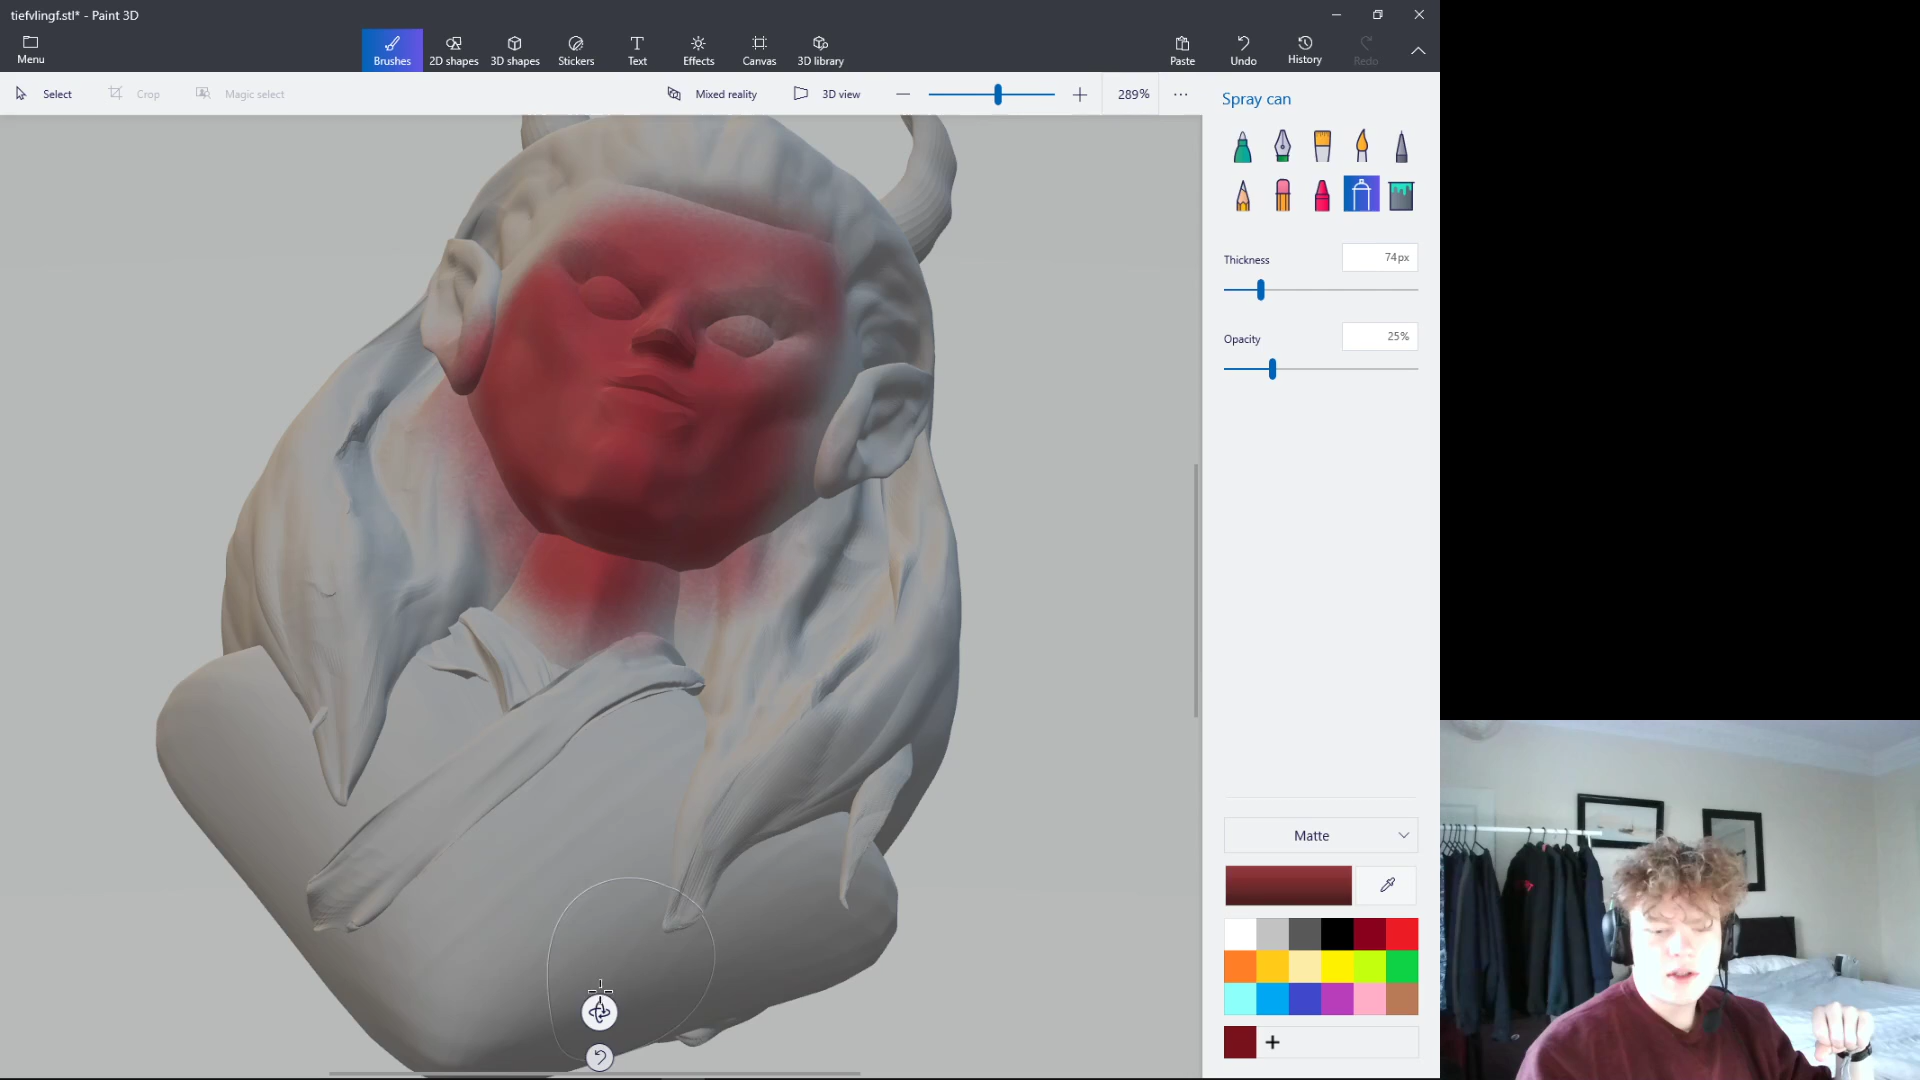 tiefvlingf.stl* - Paint 3D
Menu
Brushes
2D shapes
3D shapes
Stickers
Text
Effects
Canvas
3D library
Paste
Undo
History
Redo
Select
Crop
Magic select
Mixed reality
3D view
289%
Spray can
Thickness
74px
Opacity
25%
Matte